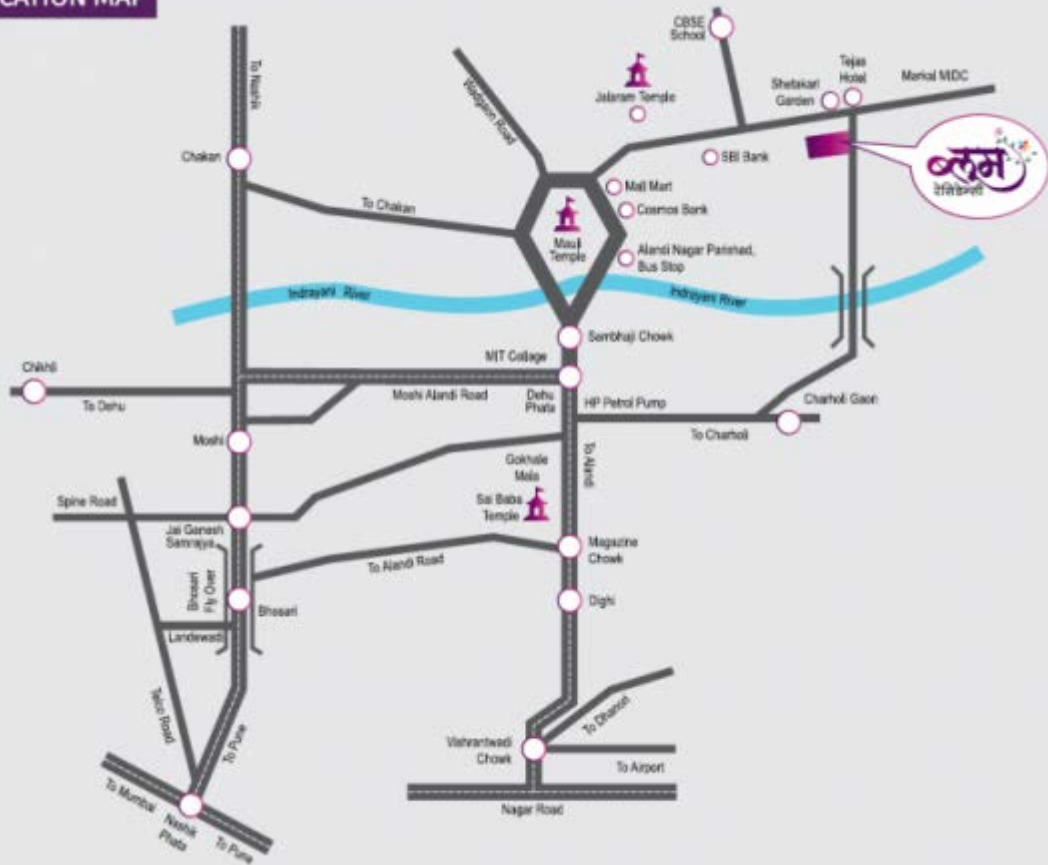 CATION MAP
CBSE
School
To Nashik
Wadgaon Road
Jalaram Temple
Shetakari
Garden
Tejas
Hotel
Markal MIDC
Chakan
SBI Bank
ब्लूम
रेसिडेन्सी
Mali Mart
To Chakan
Cosmos Bank
Mauli
Temple
Alandi Nagar Parishad,
Bus Stop
Indrayani River
Indrayani River
Sambhaji Chowk
MIT Collage
Chikhli
To Dehu
Moshi Alandi Road
Dehu
Phata
HP Petrol Pump
Charholi Gaon
To Charholi
Moshi
To Alandi
Gokhale
Mala
Spine Road
Sai Baba
Temple
Jai Ganesh
Samrajya
Magazine
Chowk
To Alandi Road
Bhosari
Fly Over
Bhosari
Dighi
Landewadi
Telco Road
To Pune
To Dhanori
Vishrantwadi
Chowk
To Airport
Nagar Road
To Mumbai
Nashik
Phata
To Pune